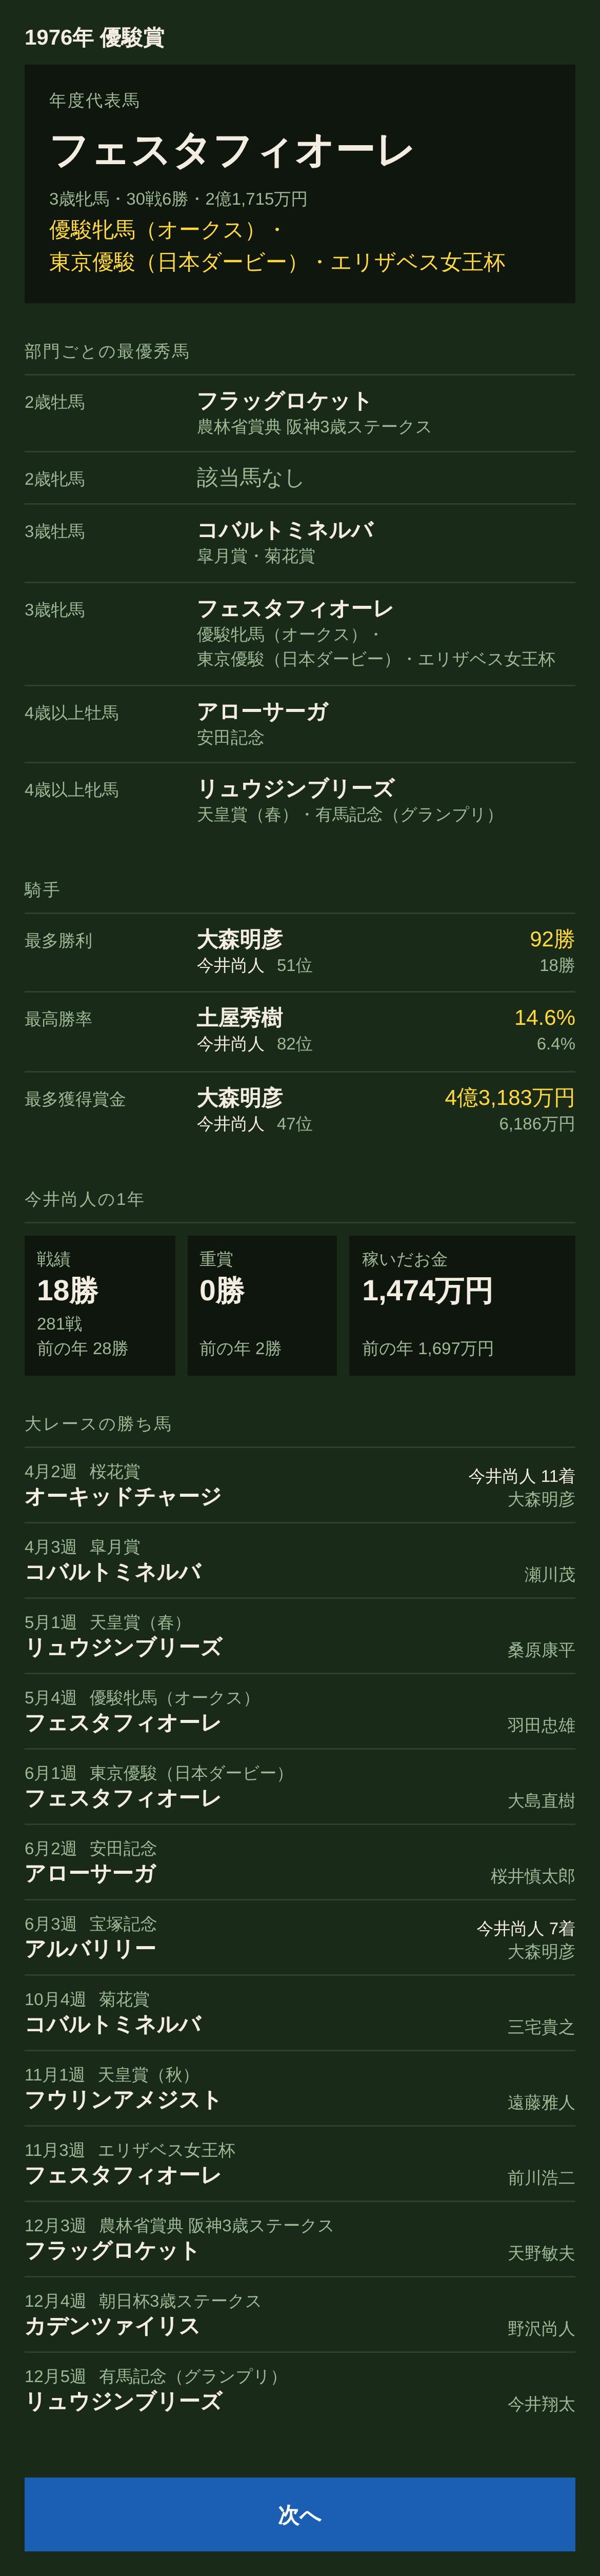 1976年 優駿賞
年度代表馬
フェスタフィオーレ
3歳牝馬・30戦6勝・2億1,715万円
優駿牝馬（オークス）・
東京優駿（日本ダービー）・エリザベス女王杯
部門ごとの最優秀馬
2歳牡馬
フラッグロケット
農林省賞典 阪神3歳ステークス
2歳牝馬
該当馬なし
3歳牡馬
コバルトミネルバ
皐月賞・菊花賞
3歳牝馬
フェスタフィオーレ
優駿牝馬（オークス）・
東京優駿（日本ダービー）・エリザベス女王杯
4歳以上牡馬
アローサーガ
安田記念
4歳以上牝馬
リュウジンブリーズ
天皇賞（春）・有馬記念（グランプリ）
騎手
最多勝利 大森明彦 92勝
今井尚人 51位 18勝
最高勝率 土屋秀樹 14.6%
今井尚人 82位 6.4%
最多獲得賞金 大森明彦 4億3,183万円
今井尚人 47位 6,186万円
今井尚人の1年
戦績
18勝
281戦
前の年 28勝
重賞
0勝
前の年 2勝
稼いだお金
1,474万円
前の年 1,697万円
大レースの勝ち馬
4月2週 桜花賞
オーキッドチャージ
今井尚人 11着
大森明彦
4月3週 皐月賞
コバルトミネルバ
瀬川茂
5月1週 天皇賞（春）
リュウジンブリーズ
桑原康平
5月4週 優駿牝馬（オークス）
フェスタフィオーレ
羽田忠雄
6月1週 東京優駿（日本ダービー）
フェスタフィオーレ
大島直樹
6月2週 安田記念
アローサーガ
桜井慎太郎
6月3週 宝塚記念
アルバリリー
今井尚人 7着
大森明彦
10月4週 菊花賞
コバルトミネルバ
三宅貴之
11月1週 天皇賞（秋）
フウリンアメジスト
遠藤雅人
11月3週 エリザベス女王杯
フェスタフィオーレ
前川浩二
12月3週 農林省賞典 阪神3歳ステークス
フラッグロケット
天野敏夫
12月4週 朝日杯3歳ステークス
カデンツァイリス
野沢尚人
12月5週 有馬記念（グランプリ）
リュウジンブリーズ
今井翔太
次へ